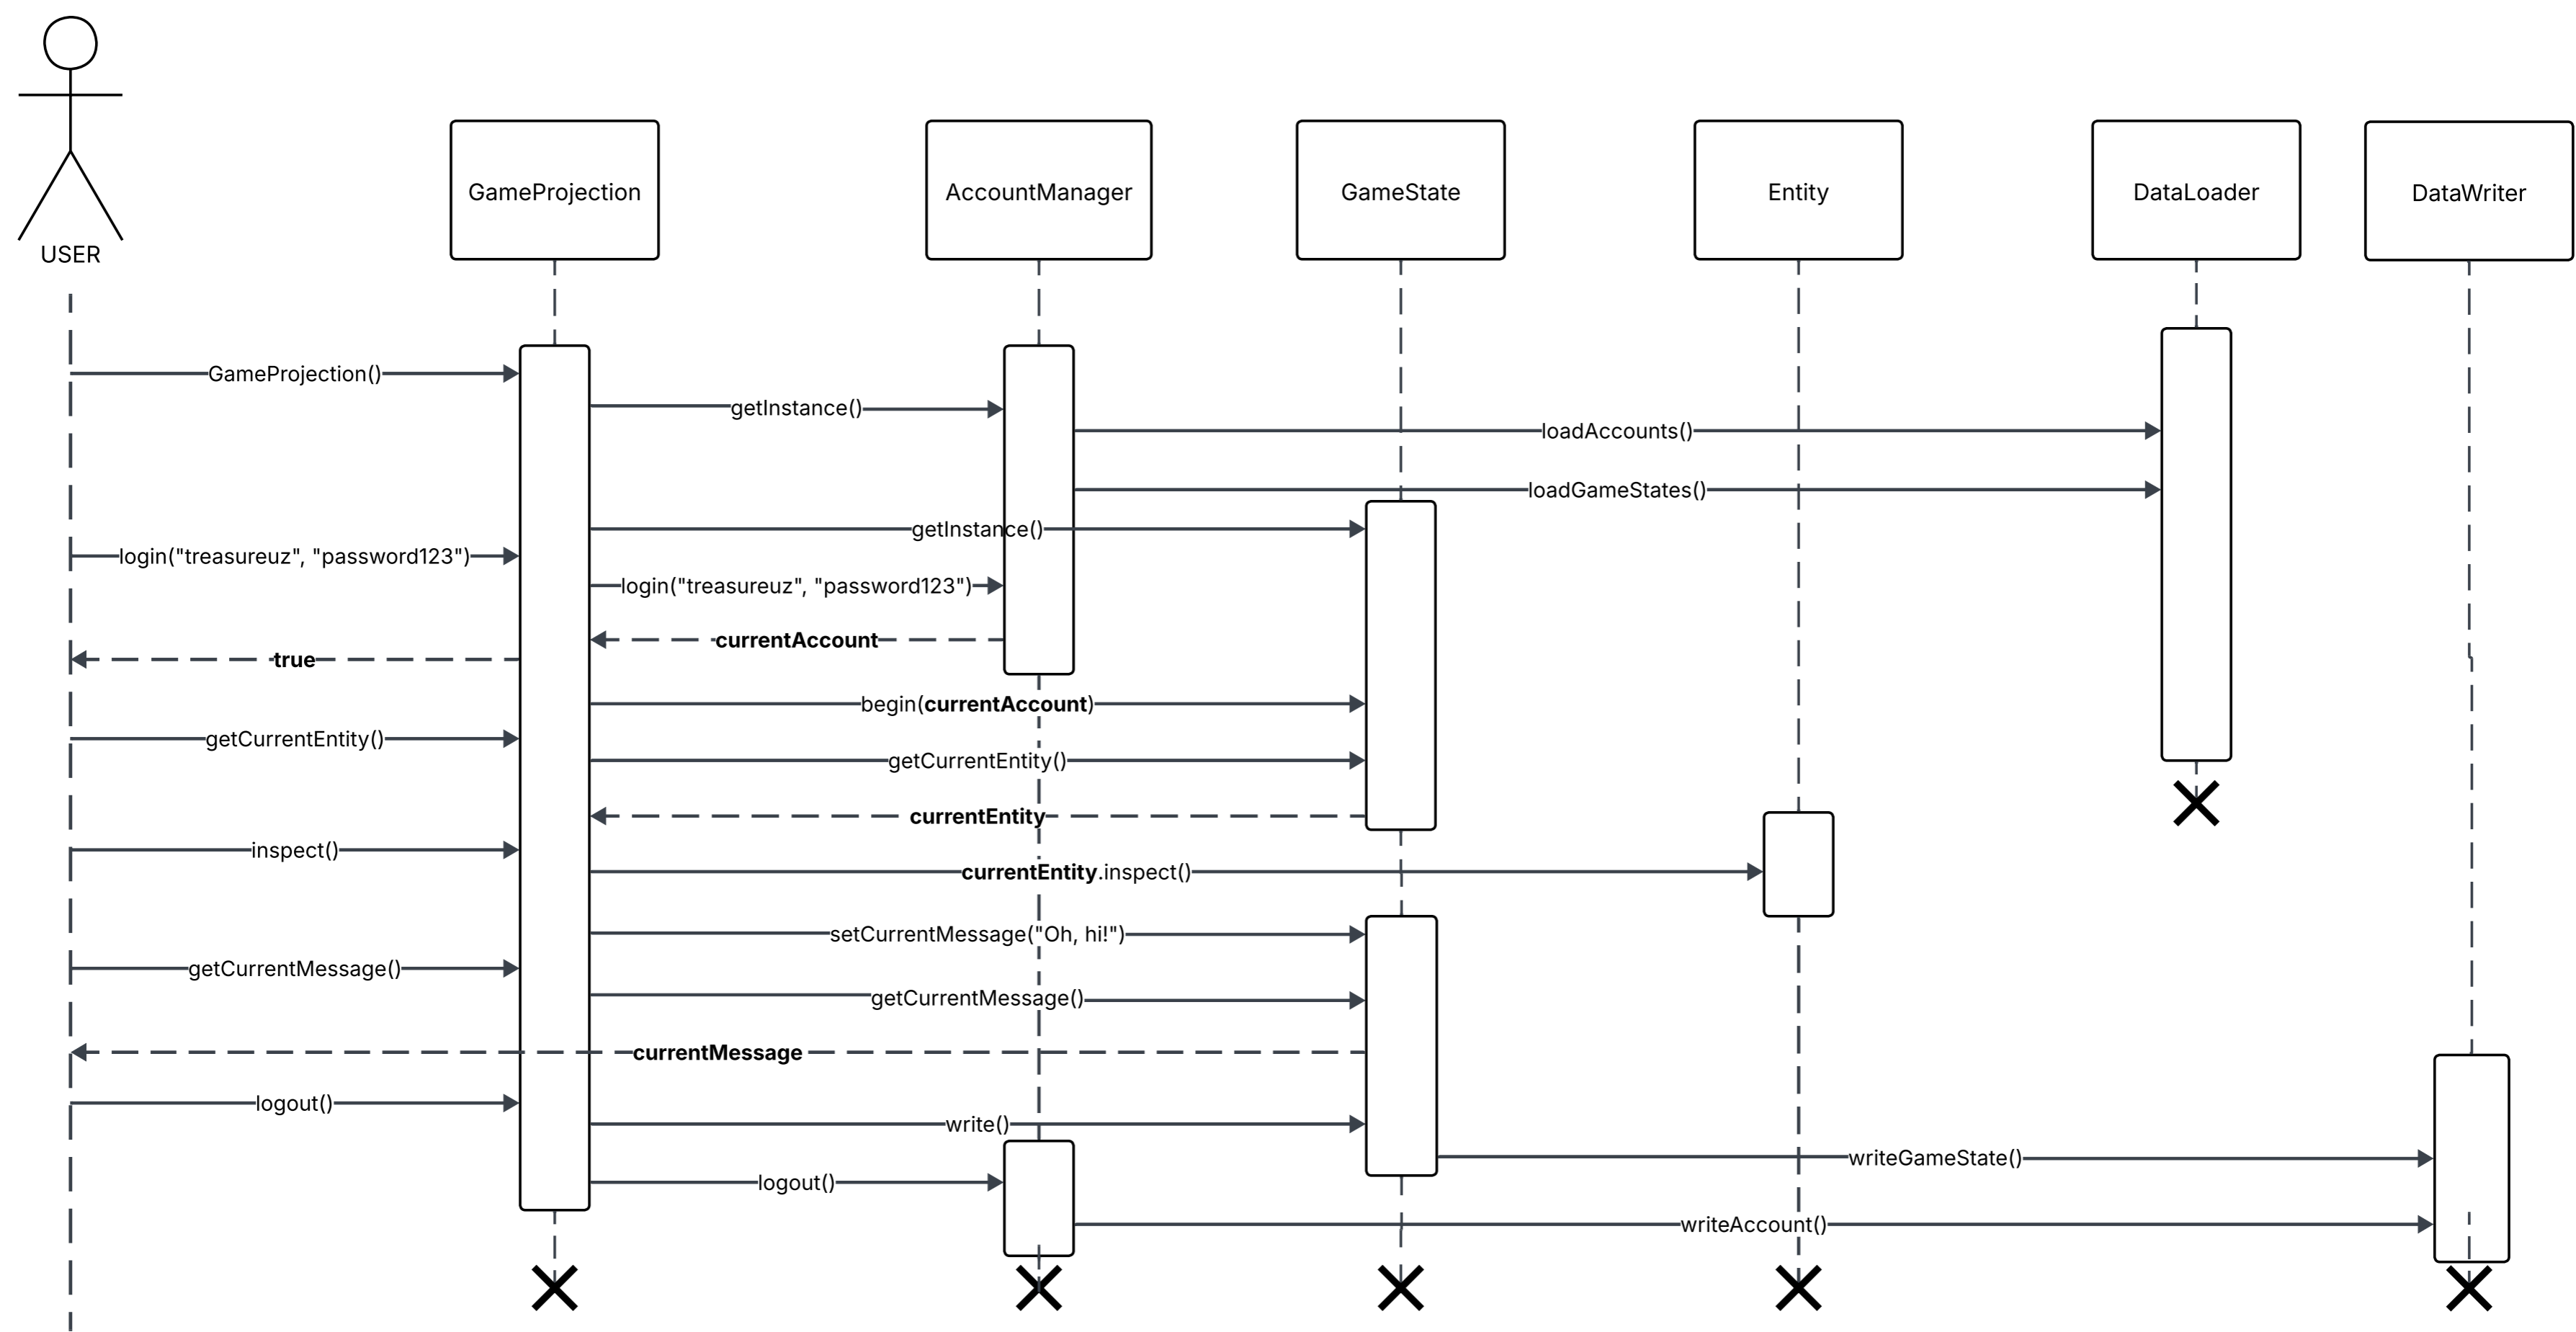 USER
GameProjection
AccountManager
GameState
Entity
DataLoader
DataWriter
GameProjection()
getInstance()
loadAccounts()
loadGameStates()
getInstance()
login("treasureuz", "password123")
login("treasureuz", "password123")
currentAccount
true
begin(currentAccount)
getCurrentEntity()
getCurrentEntity()
currentEntity
inspect()
currentEntity.inspect()
setCurrentMessage("Oh, hi!")
getCurrentMessage()
getCurrentMessage()
currentMessage
logout()
write()
writeGameState()
logout()
writeAccount()